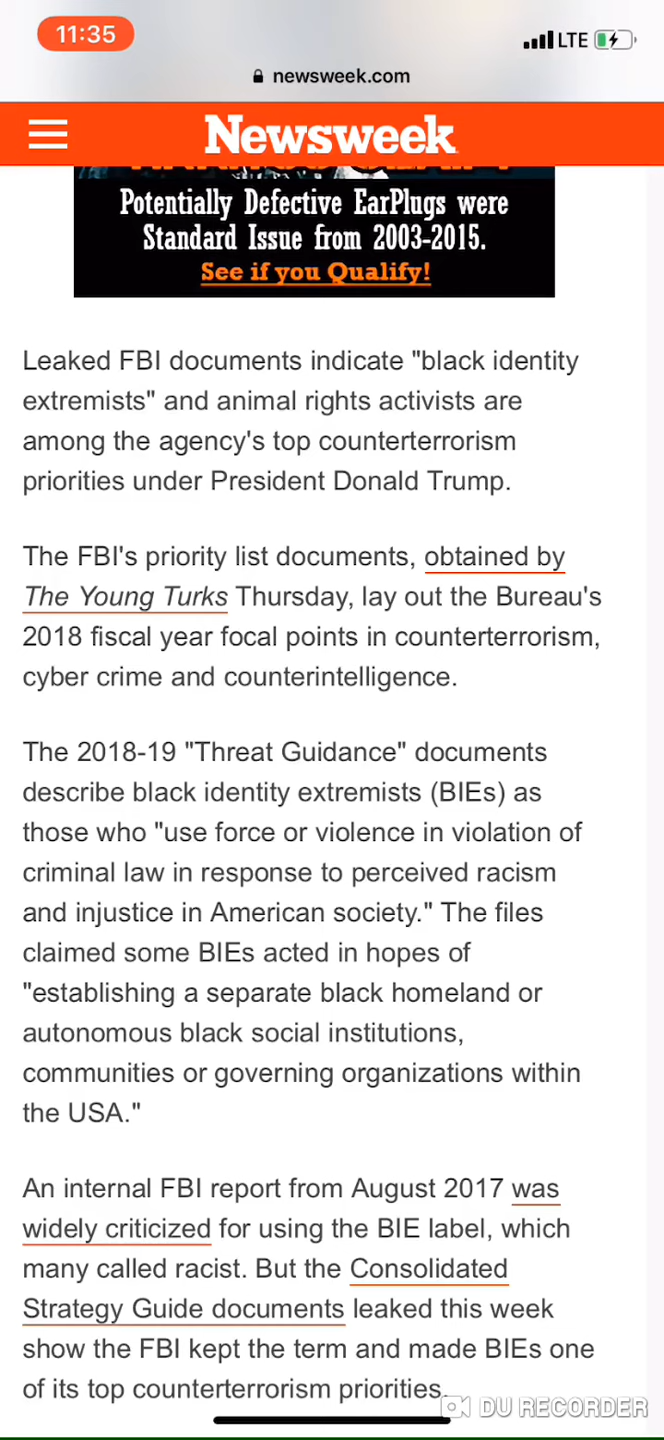 11:35
LTE
newsweek.com
Newsweek
Potentially Defective EarPlugs were
Standard Issue from 2003-2015.
See if you Qualify!
Leaked FBI documents indicate "black identity
extremists" and animal rights activists are
among the agency's top counterterrorism
priorities under President Donald Trump.
The FBI's priority list documents, obtained by
The Young Turks Thursday, lay out the Bureau's
2018 fiscal year focal points in counterterrorism,
cyber crime and counterintelligence.
The 2018-19 "Threat Guidance" documents
describe black identity extremists (BIEs) as
those who "use force or violence in violation of
criminal law in response to perceived racism
and injustice in American society." The files
claimed some BIEs acted in hopes of
"establishing a separate black homeland or
autonomous black social institutions,
communities or governing organizations within
the USA."
An internal FBI report from August 2017 was
widely criticized for using the BIE label, which
many called racist. But the Consolidated
Strategy Guide documents leaked this week
show the FBI kept the term and made BIEs one
of its top counterterrorism priorities.
DU RECORDER